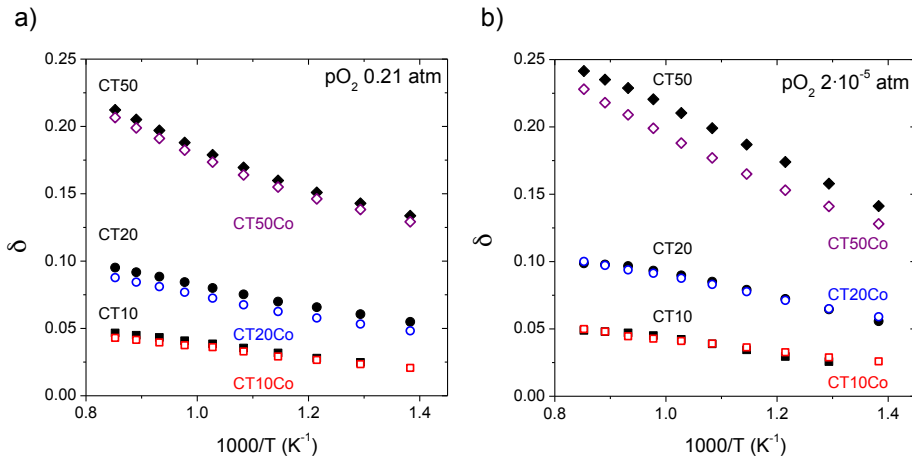 a)
pO₂ 0.21 atm
0.25
0.20
0.15
0.10
0.05
0.00
δ
CT50
CT50Co
CT20
CT20Co
CT10
CT10Co
0.8 1.0 1.2 1.4
1000/T (K⁻¹)
b)
pO₂ 2·10⁻⁵ atm
0.25
0.20
0.15
0.10
0.05
0.00
δ
CT50
CT50Co
CT20
CT20Co
CT10
CT10Co
0.8 1.0 1.2 1.4
1000/T (K⁻¹)